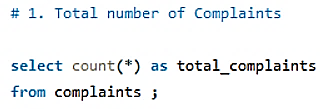 # 1. Total number of Complaints
select count(*) as total_complaints
from complaints ;